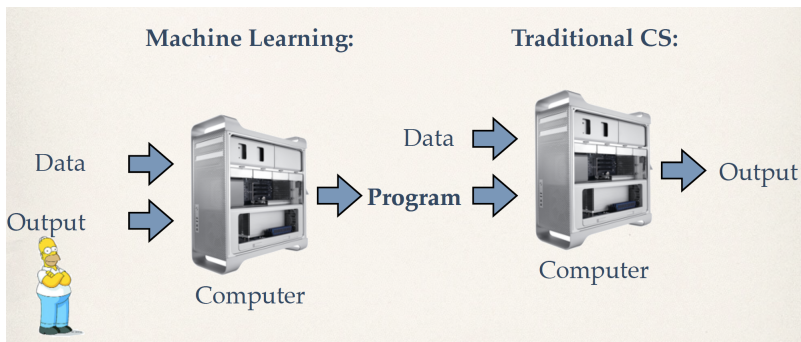 Machine Learning:
Traditional CS:
Data
Output
Computer
Data
Program
Computer
Output